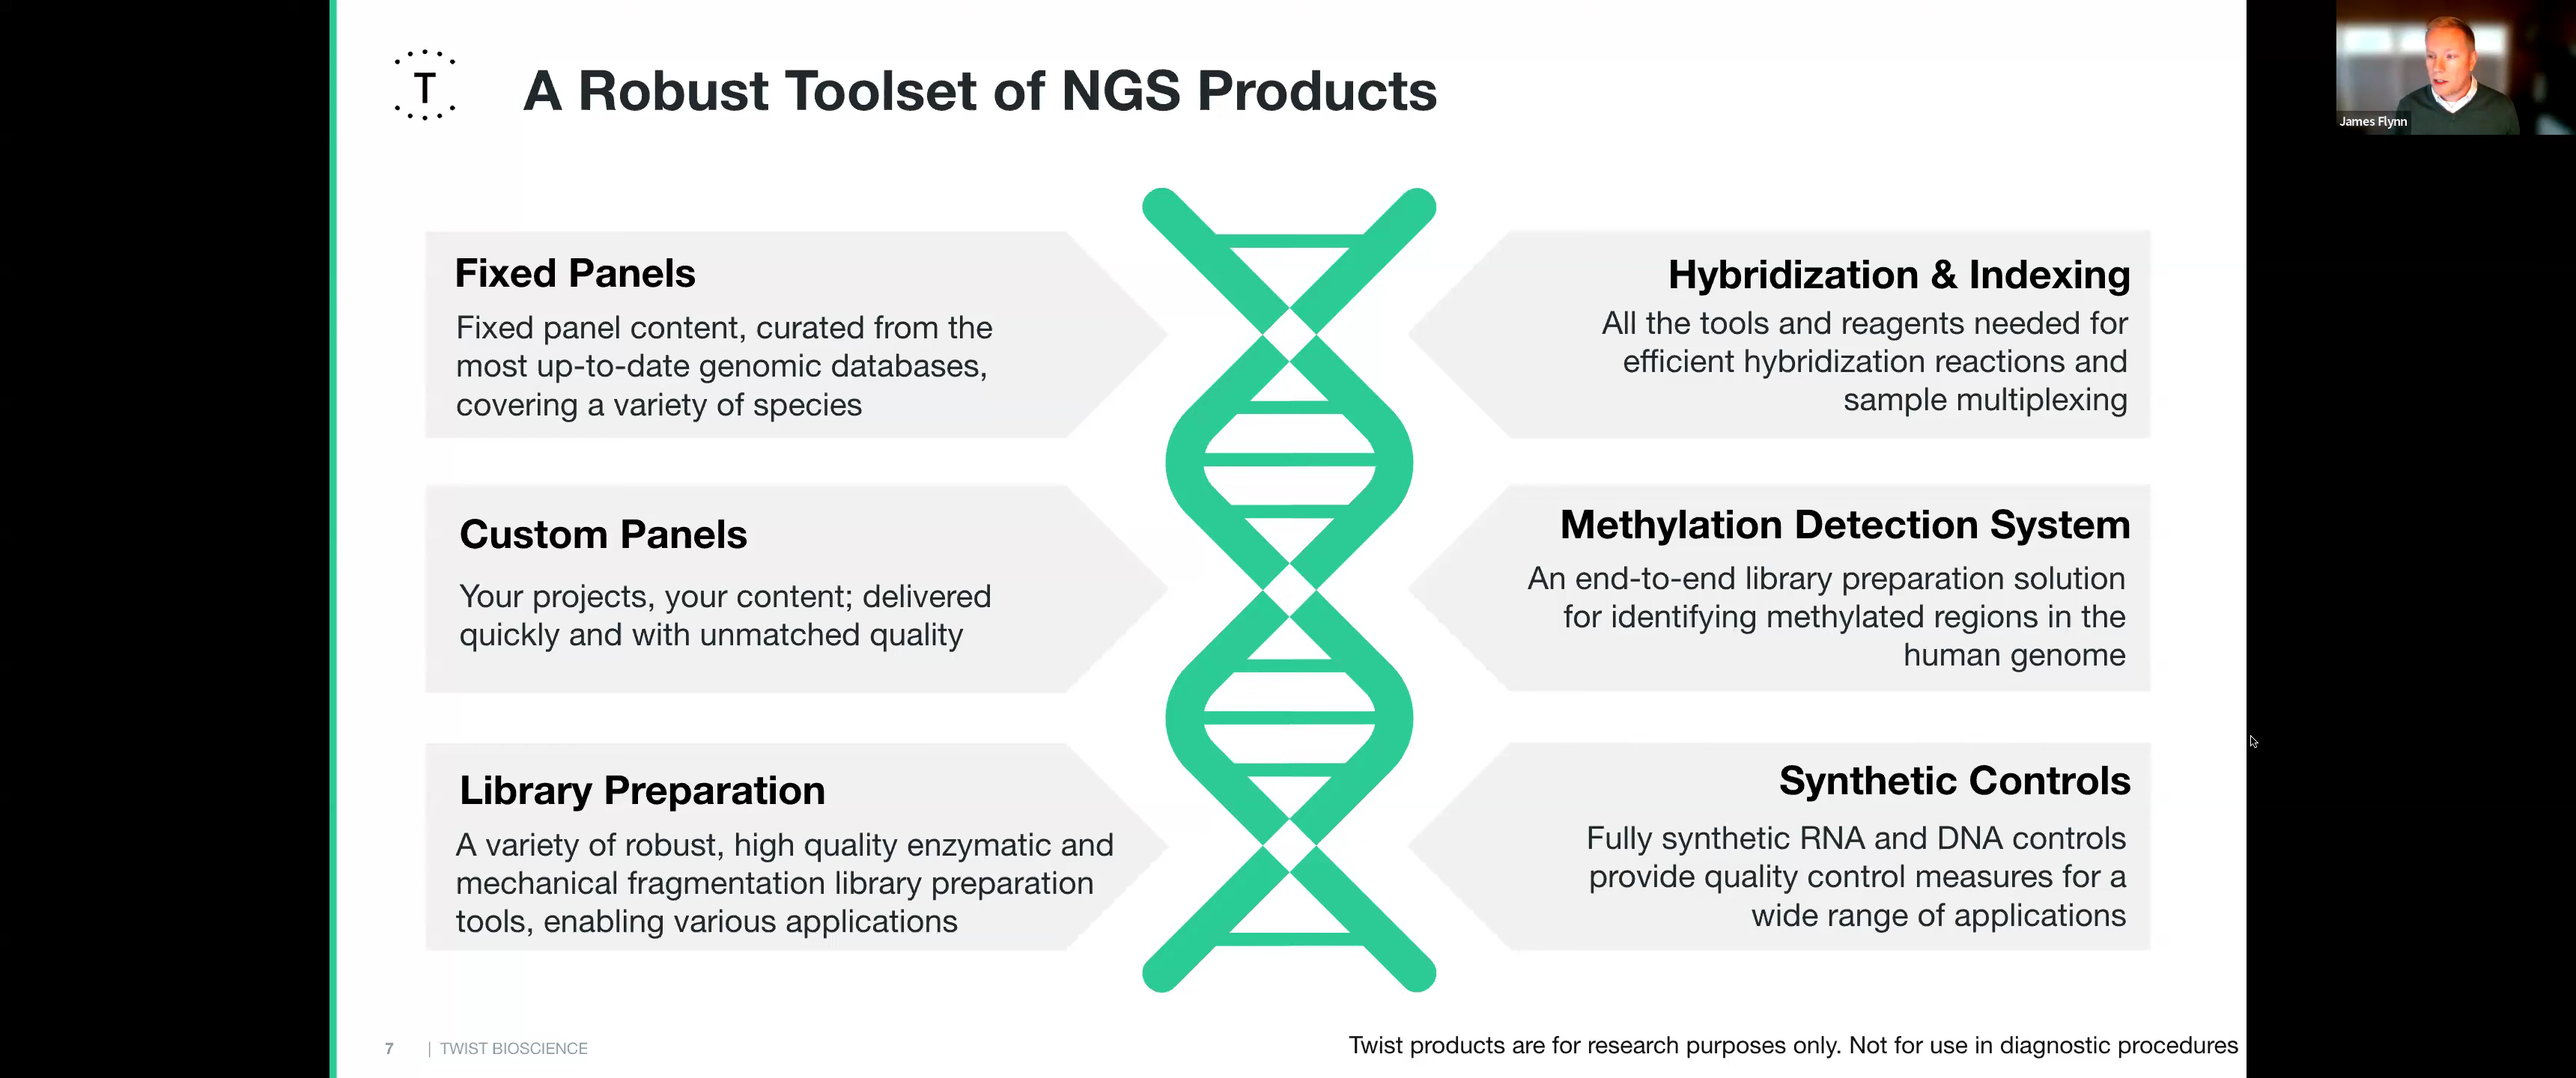 T
A Robust Toolset of NGS Products
James Flynn
Fixed Panels
Fixed panel content, curated from the
most up-to-date genomic databases,
covering a variety of species
Hybridization & Indexing
All the tools and reagents needed for
efficient hybridization reactions and
sample multiplexing
Custom Panels
Your projects, your content; delivered
quickly and with unmatched quality
Methylation Detection System
An end-to-end library preparation solution
for identifying methylated regions in the
human genome
Library Preparation
A variety of robust, high quality enzymatic and
mechanical fragmentation library preparation
tools, enabling various applications
Synthetic Controls
Fully synthetic RNA and DNA controls
provide quality control measures for a
wide range of applications
7 | TWIST BIOSCIENCE
Twist products are for research purposes only. Not for use in diagnostic procedures